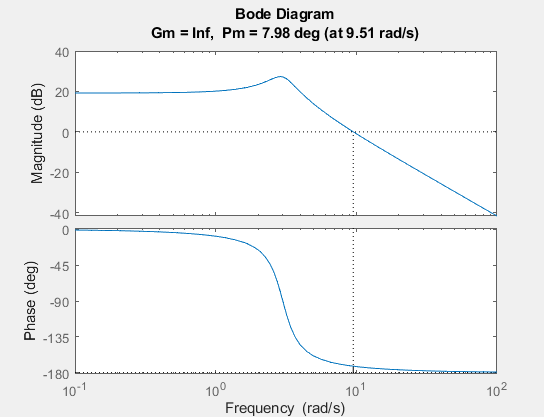 Bode Diagram
Gm = Inf,  Pm = 7.98 deg (at 9.51 rad/s)
Magnitude (dB)
40
20
0
-20
-40
Phase (deg)
0
-45
-90
-135
-180
10^-1
10^0
10^1
10^2
Frequency  (rad/s)